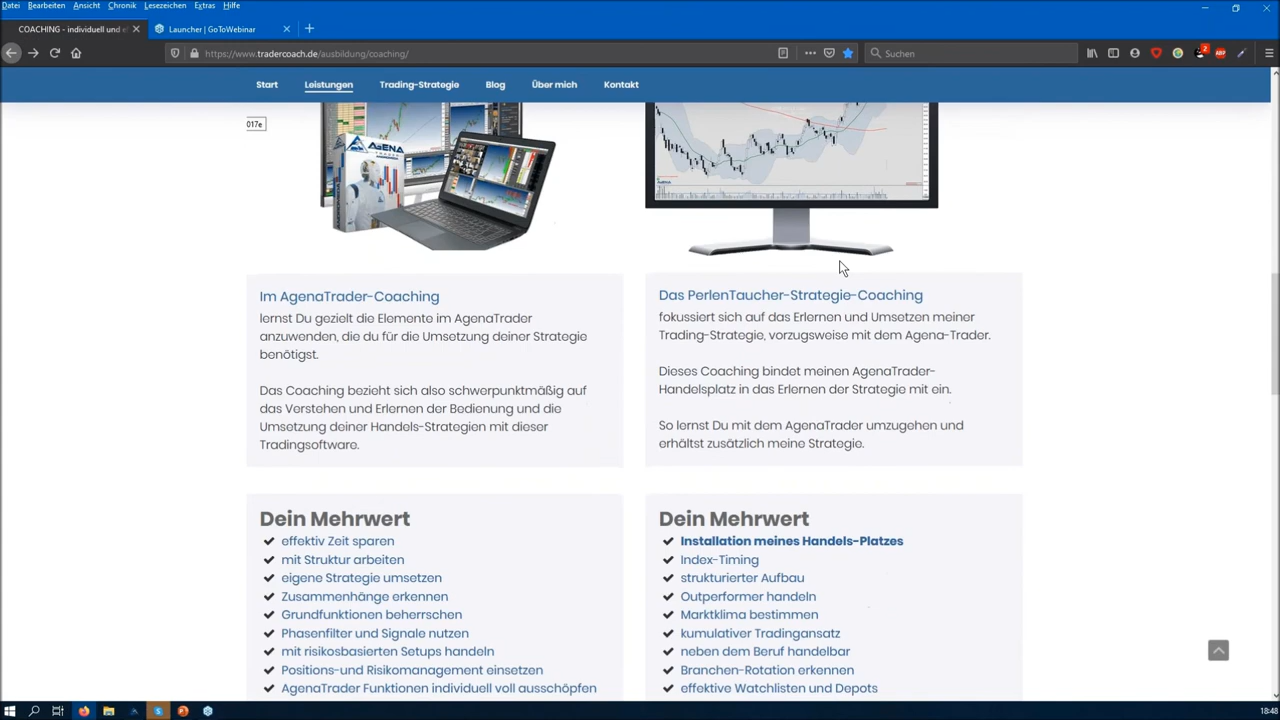 Datei Bearbeiten Ansicht Chronik Lesezeichen Extras Hilfe
COACHING - individuell und e
Launcher | GoToWebinar
https://www.tradercoach.de/ausbildung/coaching/
Suchen
2
ABP
Start Leistungen Trading-Strategie Blog Über mich Kontakt
017e
AGENA
TRADER
Im AgenaTrader-Coaching
lernst Du gezielt die Elemente im AgenaTrader
anzuwenden, die du für die Umsetzung deiner Strategie
benötigst.
Das Coaching bezieht sich also schwerpunktmäßig auf
das Verstehen und Erlernen der Bedienung und die
Umsetzung deiner Handels-Strategien mit dieser
Tradingsoftware.
Das PerlenTaucher-Strategie-Coaching
fokussiert sich auf das Erlernen und Umsetzen meiner
Trading-Strategie, vorzugsweise mit dem Agena-Trader.
Dieses Coaching bindet meinen AgenaTrader-
Handelsplatz in das Erlernen der Strategie mit ein.
So lernst Du mit dem AgenaTrader umzugehen und
erhältst zusätzlich meine Strategie.
Dein Mehrwert
effektiv Zeit sparen
mit Struktur arbeiten
eigene Strategie umsetzen
Zusammenhänge erkennen
Grundfunktionen beherrschen
Phasenfilter und Signale nutzen
mit risikosbasierten Setups handeln
Positions-und Risikomanagement einsetzen
AgenaTrader Funktionen individuell voll ausschöpfen
Dein Mehrwert
Installation meines Handels-Platzes
Index-Timing
strukturierter Aufbau
Outperformer handeln
Marktklima bestimmen
kumulativer Tradingansatz
neben dem Beruf handelbar
Branchen-Rotation erkennen
effektive Watchlisten und Depots
18:48